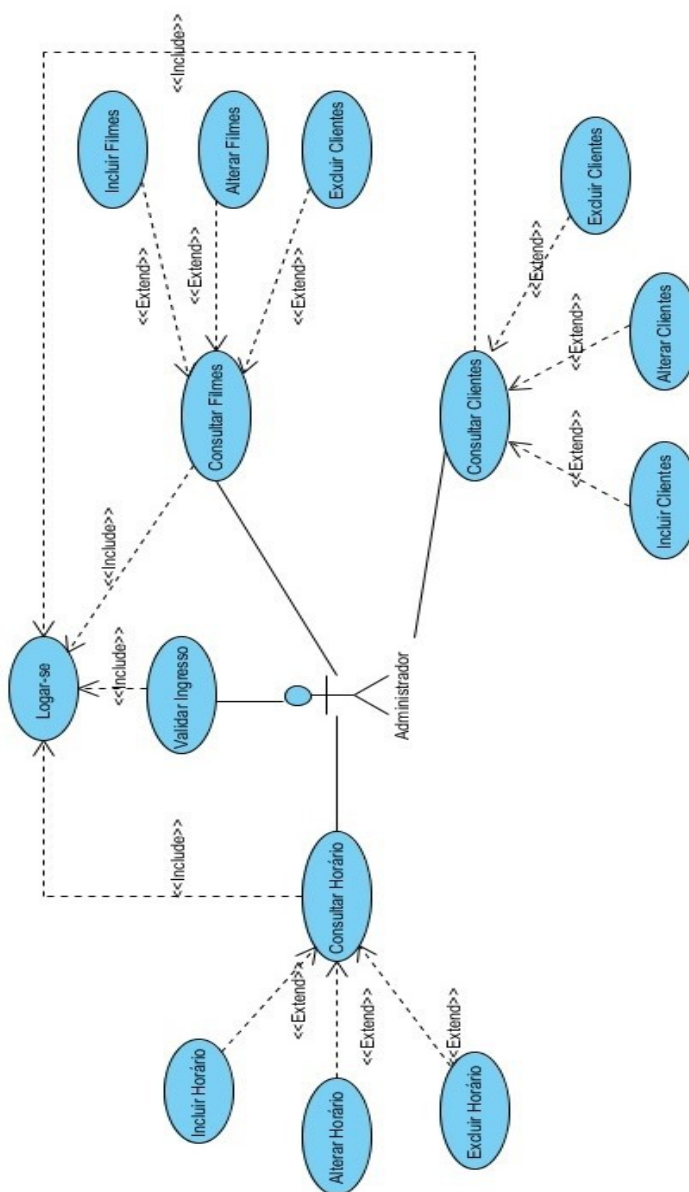 <<Include>>
Incluir Filmes
Alterar Filmes
Excluir Clientes
<<Extend>>
<<Extend>>
<<Extend>>
Excluir Clientes
<<Extend>>
Consultar Filmes
Consultar Clientes
<<Extend>>
Alterar Clientes
<<Include>>
<<Extend>>
Incluir Clientes
Logar-se
<<Include>>
Validar Ingresso
Administrador
<<Include>>
Consultar Horário
<<Extend>>
<<Extend>>
<<Extend>>
Incluir Horário
Alterar Horário
Excluir Horário